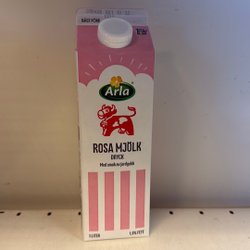 BÄST FÖRE
Arla
ROSA MJÖLK
DRYCK
Med smak av jordgubb
1 LITER